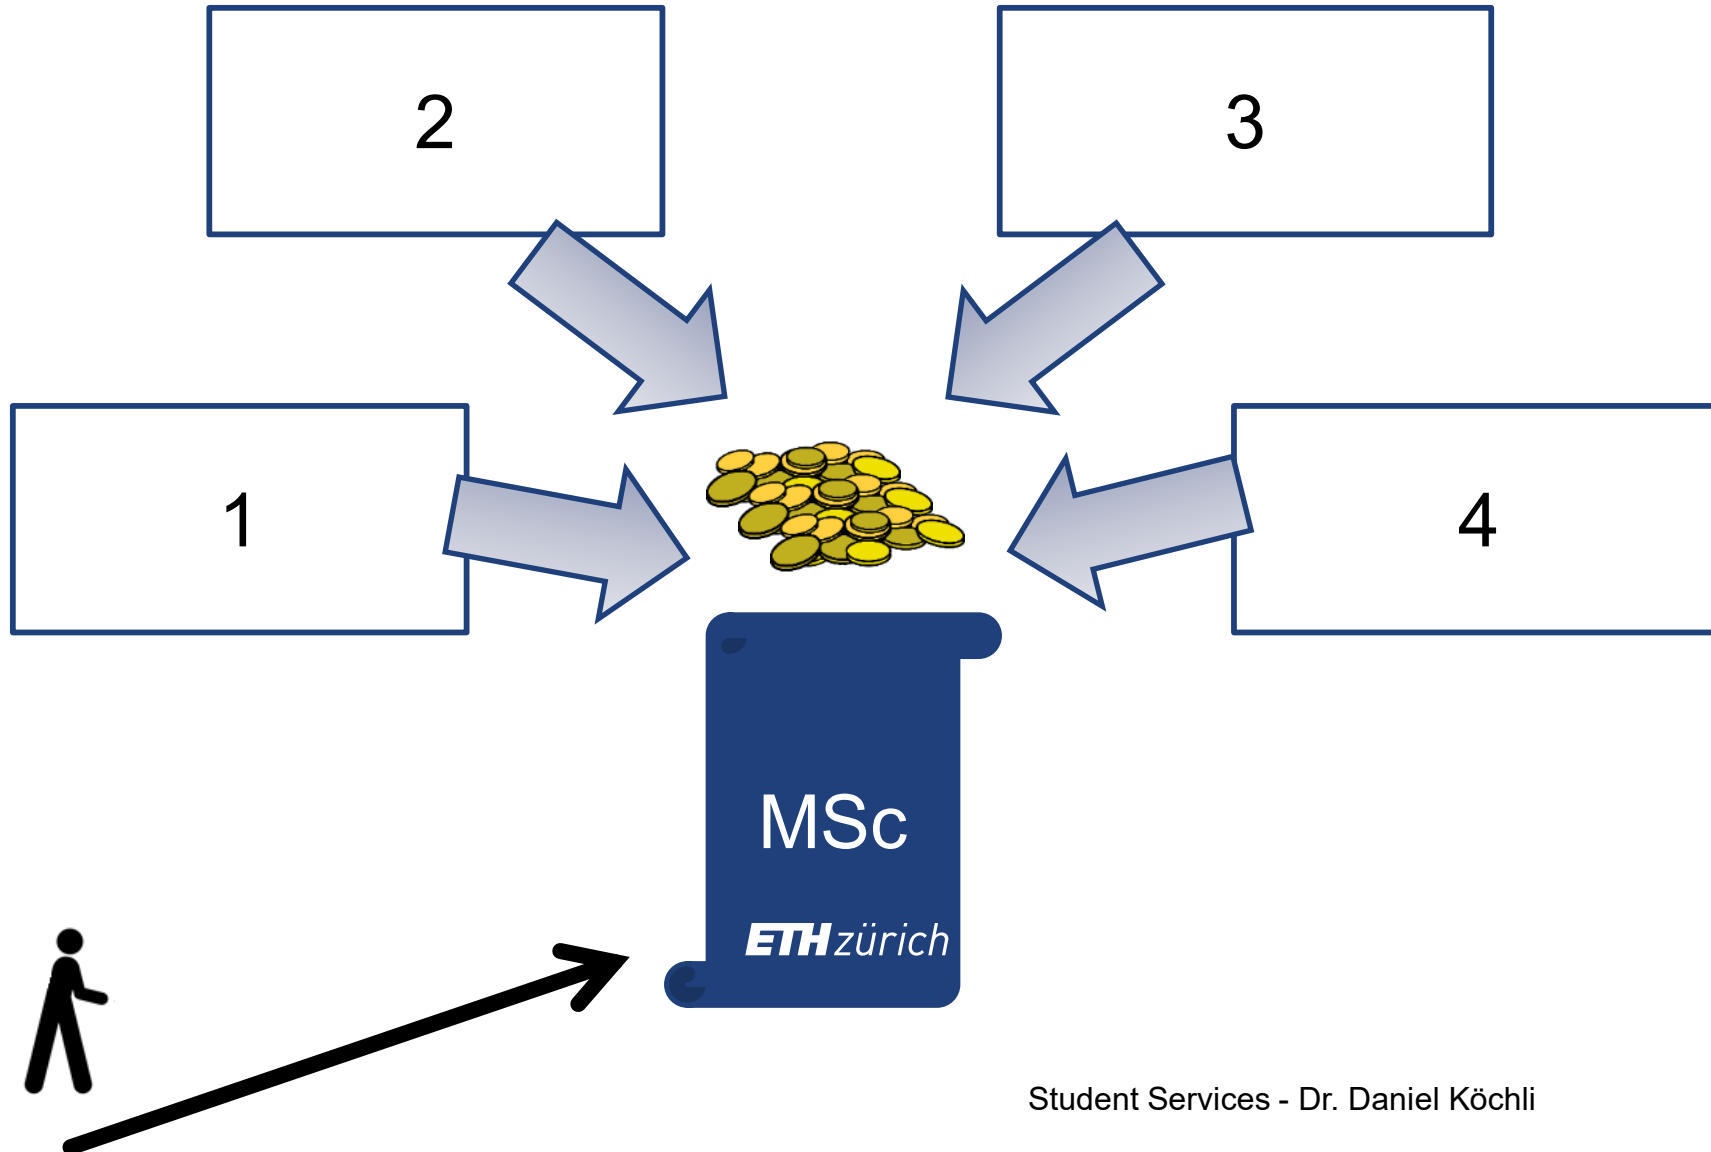 2
3
1
4
MSc
ETH zürich
Student Services - Dr. Daniel Köchli